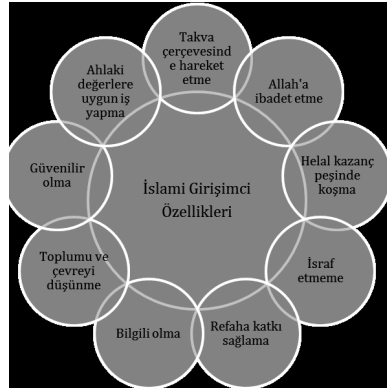 Takva
çerçevesind
e hareket
etme
Allah'a
ibadet etme
Helal kazanç
peşinde
koşma
İsraf
etmeme
Refaha katkı
sağlama
Bilgili olma
Toplumu ve
çevreyi
düşünme
Güvenilir
olma
Ahlaki
değerlere
uygun iş
yapma
İslami Girişimci
Özellikleri